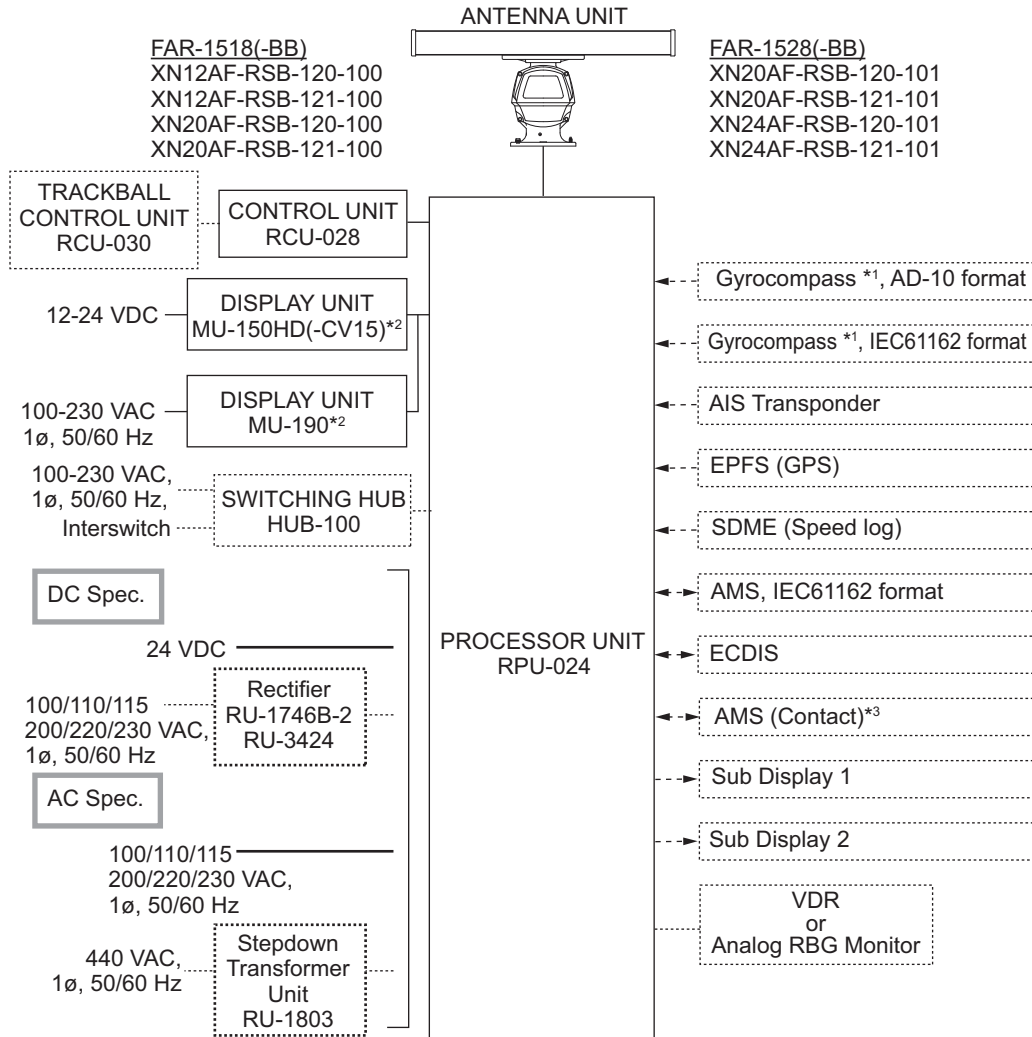 ANTENNA UNIT
FAR-1518(-BB)
XN12AF-RSB-120-100
XN12AF-RSB-121-100
XN20AF-RSB-120-100
XN20AF-RSB-121-100
FAR-1528(-BB)
XN20AF-RSB-120-101
XN20AF-RSB-121-101
XN24AF-RSB-120-101
XN24AF-RSB-121-101
TRACKBALL
CONTROL UNIT
RCU-030
CONTROL UNIT
RCU-028
12-24 VDC
DISPLAY UNIT
MU-150HD(-CV15)*2
100-230 VAC
1ø, 50/60 Hz
DISPLAY UNIT
MU-190*2
100-230 VAC,
1ø, 50/60 Hz,
Interswitch
SWITCHING HUB
HUB-100
DC Spec.
24 VDC
100/110/115
200/220/230 VAC,
1ø, 50/60 Hz
Rectifier
RU-1746B-2
RU-3424
AC Spec.
100/110/115
200/220/230 VAC,
1ø, 50/60 Hz
440 VAC,
1ø, 50/60 Hz
Stepdown
Transformer
Unit
RU-1803
PROCESSOR UNIT
RPU-024
Gyrocompass *1, AD-10 format
Gyrocompass *1, IEC61162 format
AIS Transponder
EPFS (GPS)
SDME (Speed log)
AMS, IEC61162 format
ECDIS
AMS (Contact)*3
Sub Display 1
Sub Display 2
VDR
or
Analog RBG Monitor